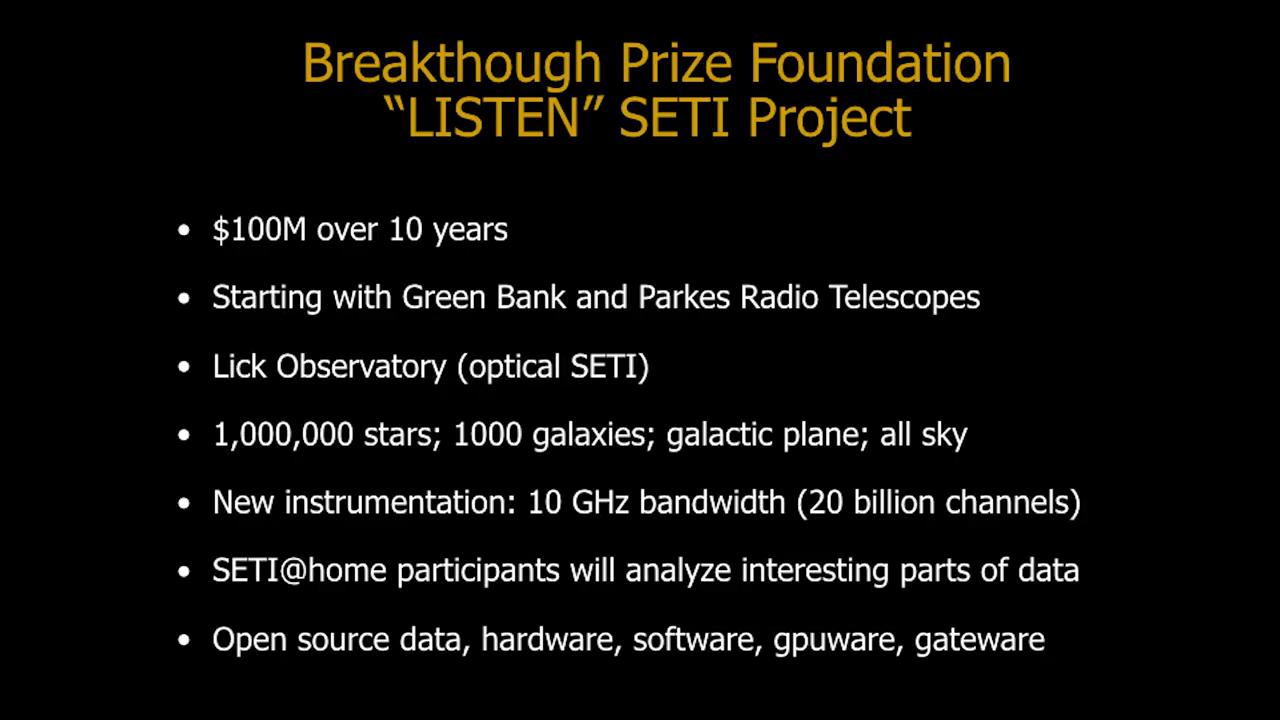 Breakthough Prize Foundation
“LISTEN” SETI Project
• $100M over 10 years
• Starting with Green Bank and Parkes Radio Telescopes
• Lick Observatory (optical SETI)
• 1,000,000 stars; 1000 galaxies; galactic plane; all sky
• New instrumentation: 10 GHz bandwidth (20 billion channels)
• SETI@home participants will analyze interesting parts of data
• Open source data, hardware, software, gpuware, gateware